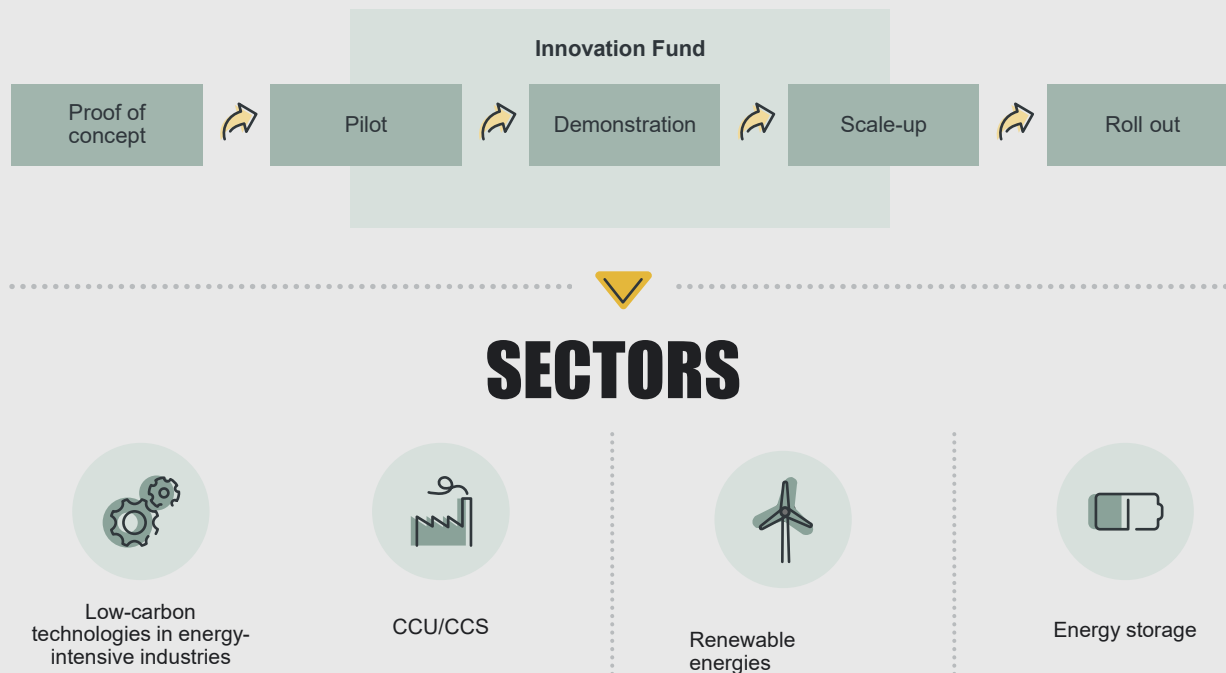 Innovation Fund
Proof of
concept
Pilot
Demonstration
Scale-up
Roll out
SECTORS
Low-carbon
technologies in energy-
intensive industries
CCU/CCS
Renewable
energies
Energy storage